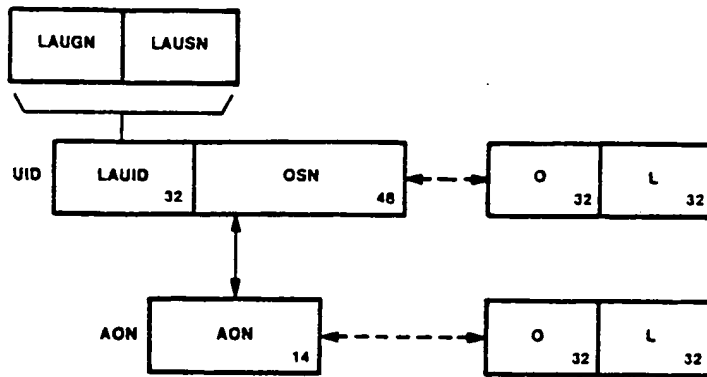 LAUGN LAUSN
UID LAUID 32 OSN 48 O 32 L 32
AON AON 14 O 32 L 32